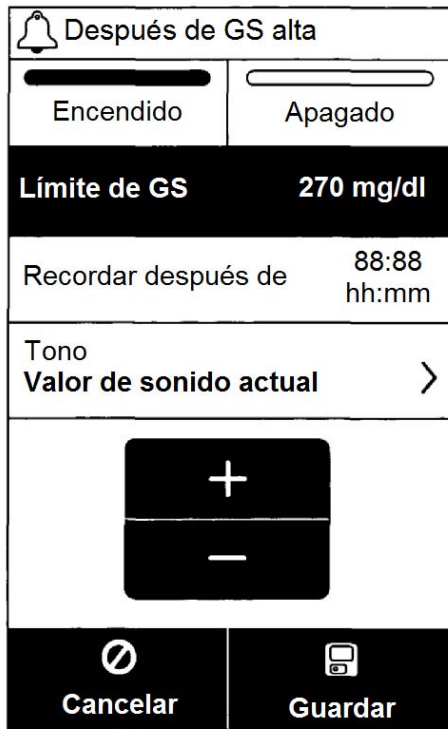 Después de GS alta
Encendido
Apagado
Límite de GS 270 mg/dl
Recordar después de 88:88
hh:mm
Tono
Valor de sonido actual
Cancelar
Guardar